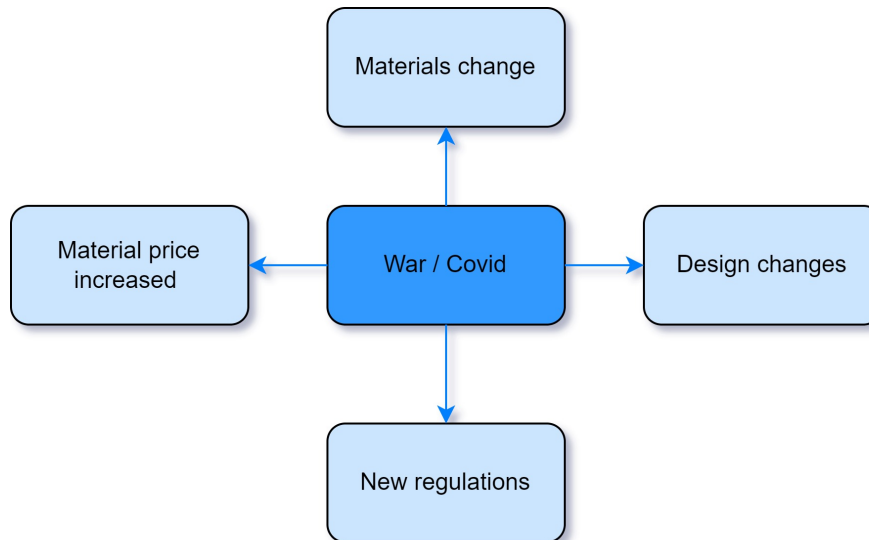 Materials change
Material price
increased
War / Covid
Design changes
New regulations